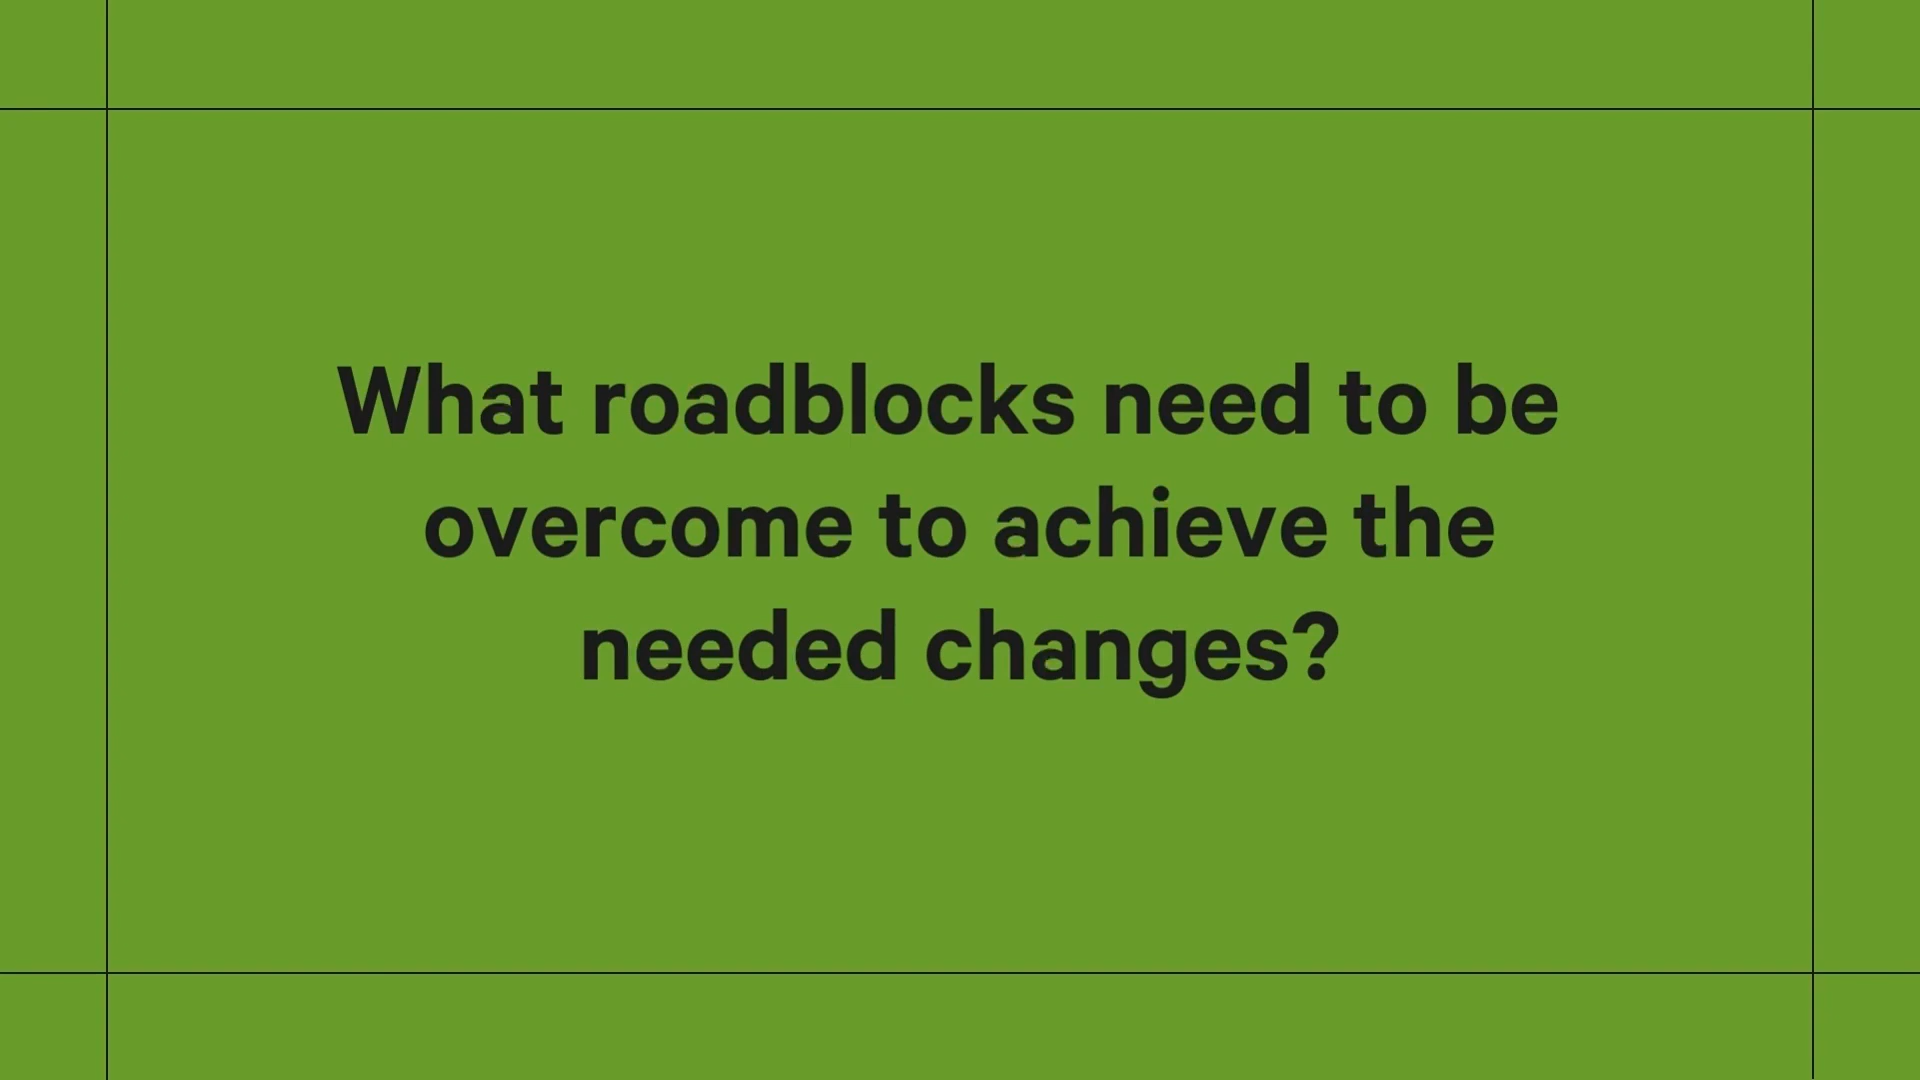 What roadblocks need to be
overcome to achieve the
needed changes?